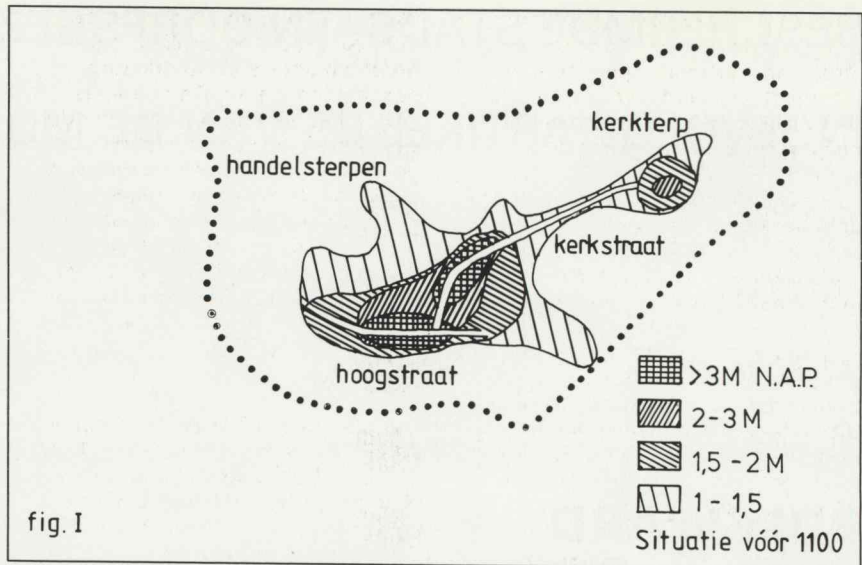 kerkterp
handelsterpen
kerkstraat
hoogstraat
>3M N.A.P.
2-3M
1,5-2M
1-1,5
Situatie vóór 1100
fig. I